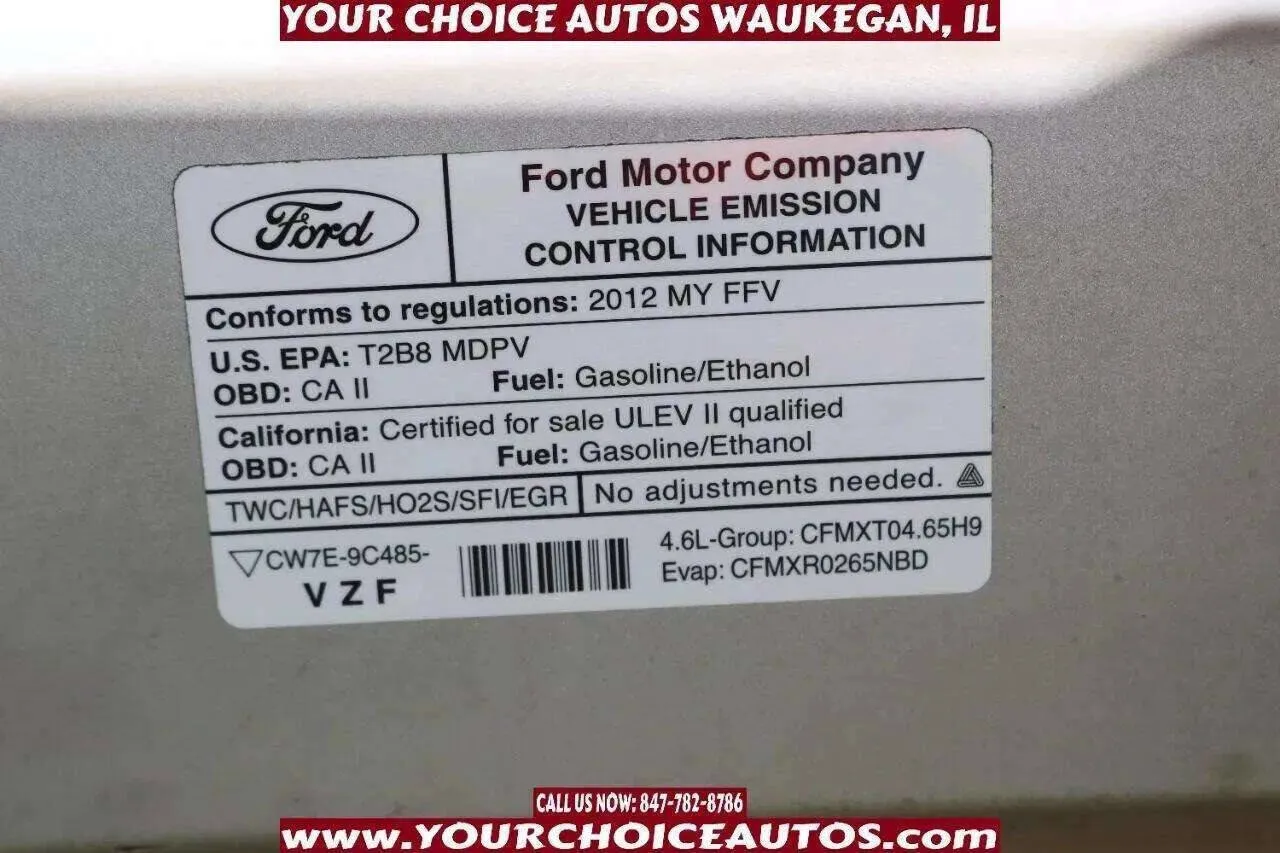 YOUR CHOICE AUTOS WAUKEGAN, IL
Ford
Ford Motor Company
VEHICLE EMISSION
CONTROL INFORMATION
Conforms to regulations: 2012 MY FFV
U.S. EPA: T2B8 MDPV
OBD: CA II Fuel: Gasoline/Ethanol
California: Certified for sale ULEV II qualified
OBD: CA II Fuel: Gasoline/Ethanol
TWC/HAFS/HO2S/SFI/EGR No adjustments needed.
CW7E-9C485-
V Z F
4.6L-Group: CFMXT04.65H9
Evap: CFMXR0265NBD
CALL US NOW: 847-782-8786
www.YOURCHOICEAUTOS.com